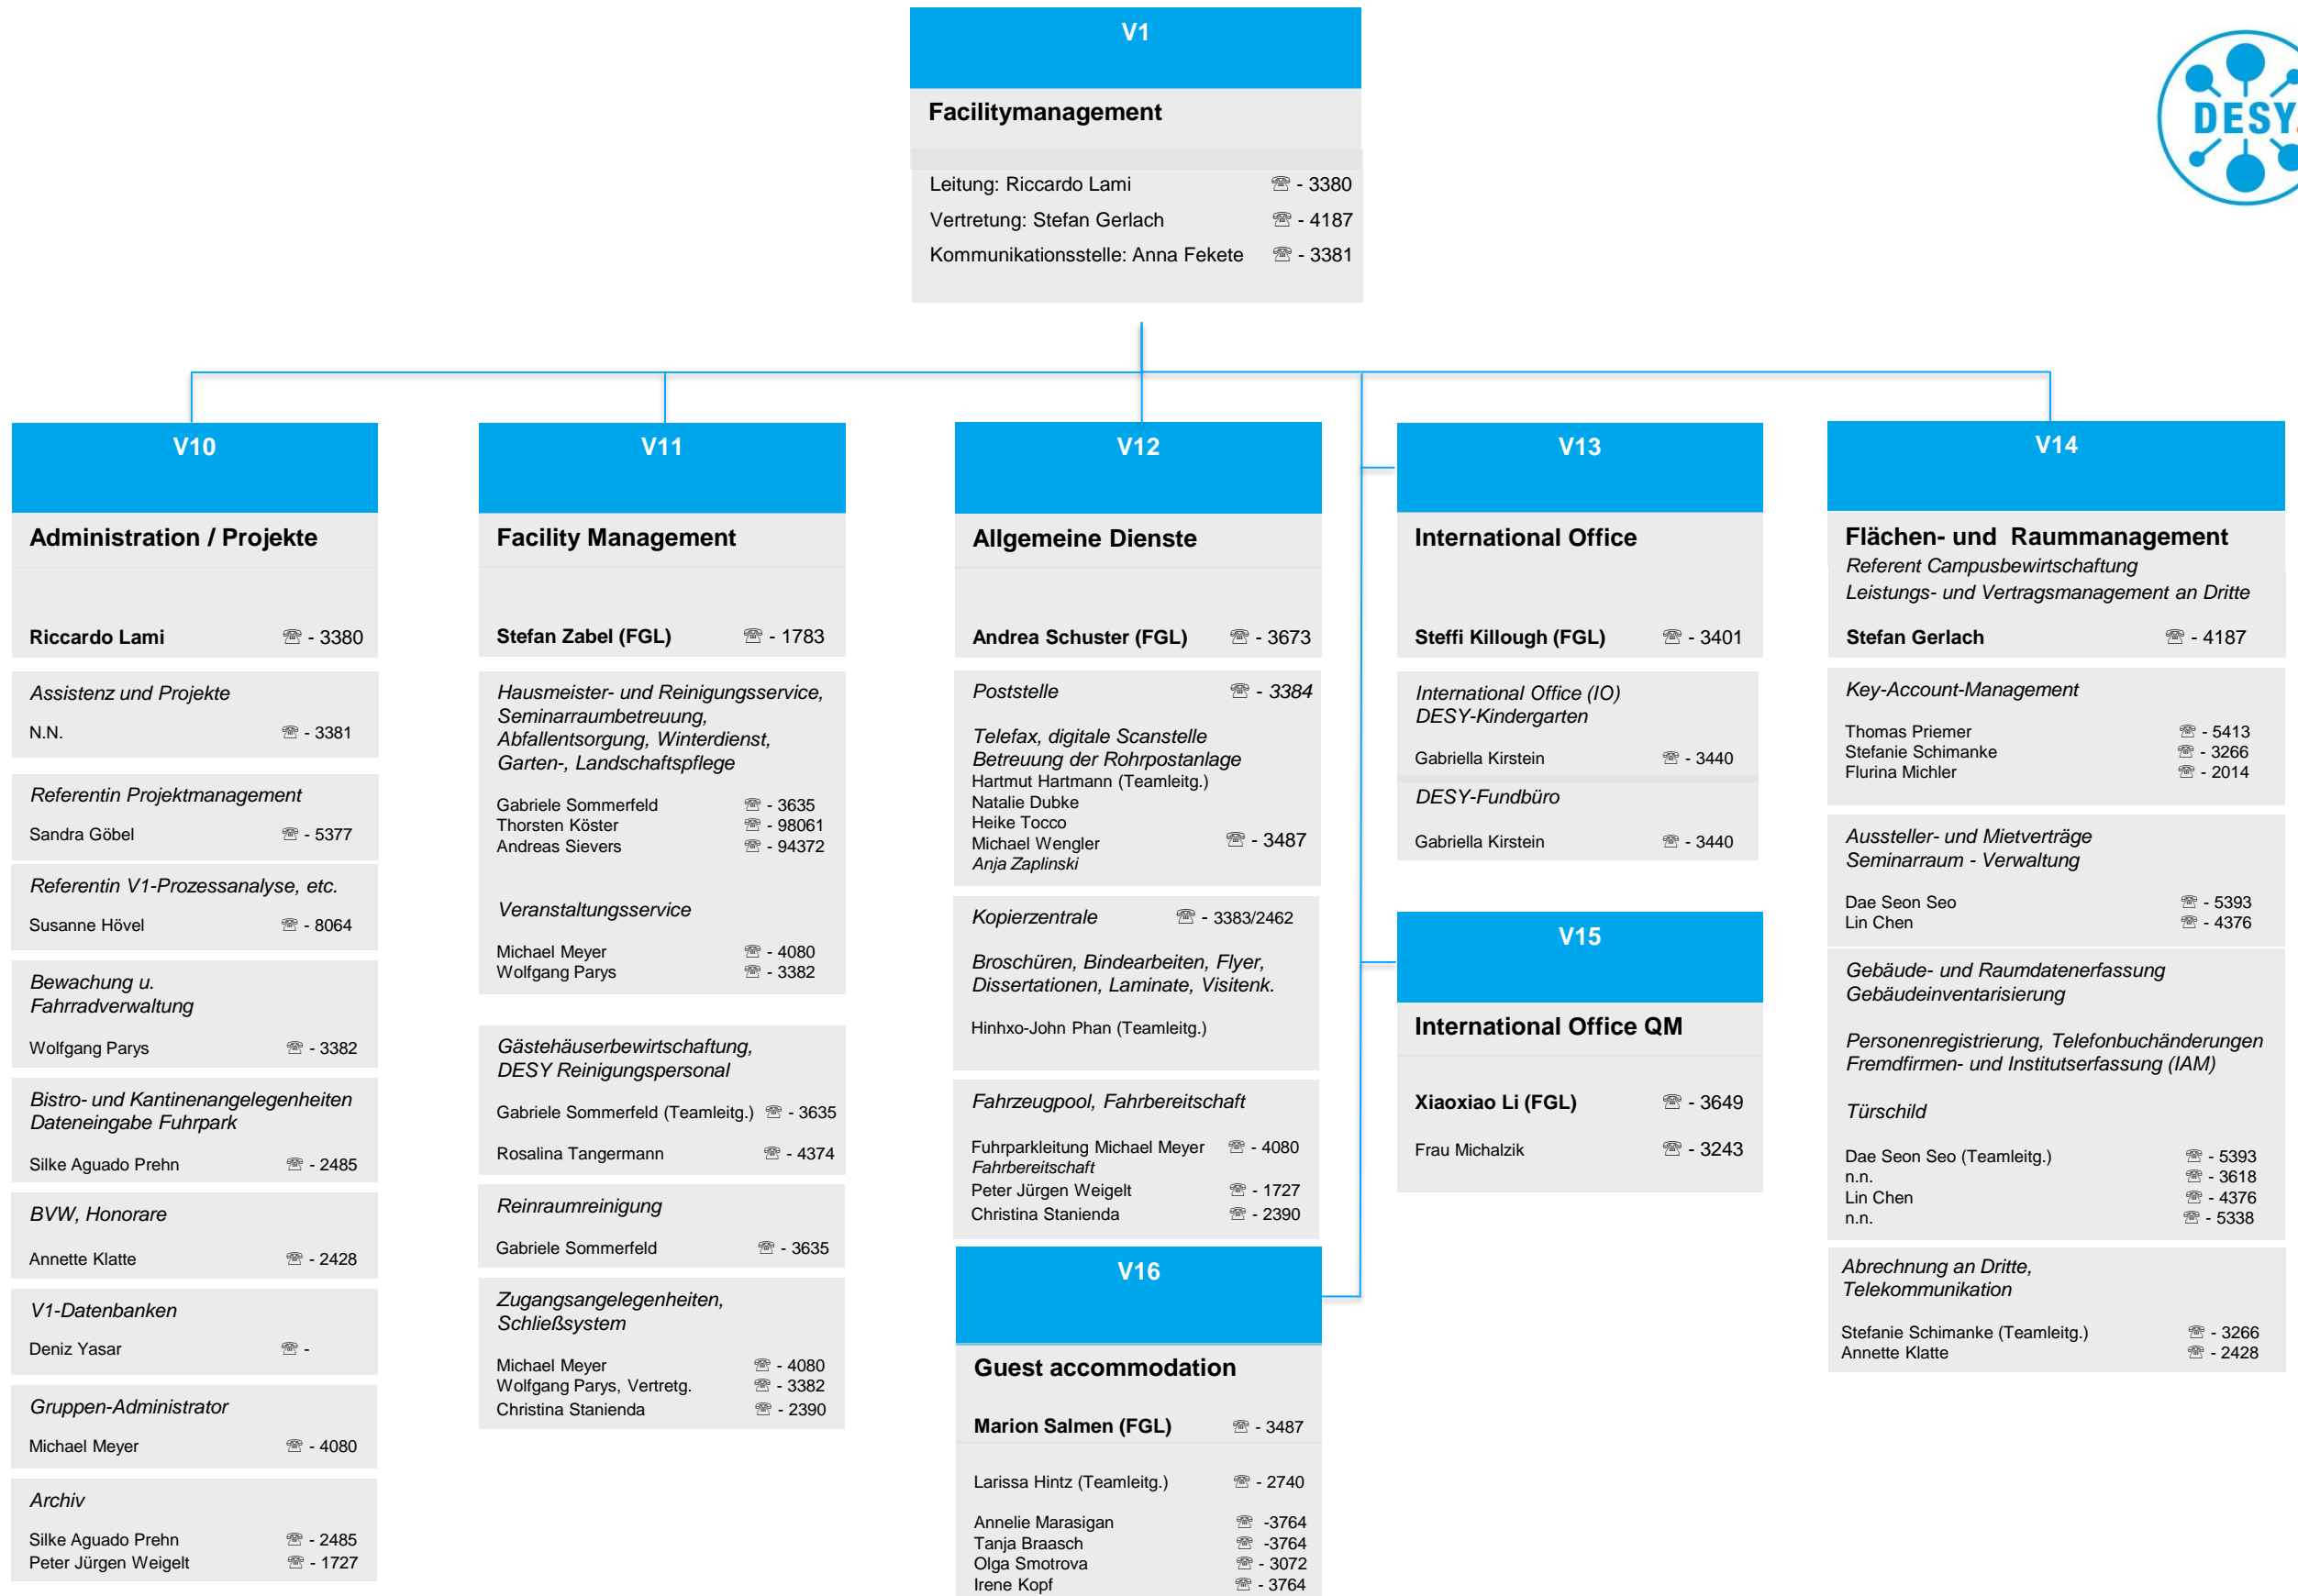 V1
Facilitymanagement
Leitung: Riccardo Lami ☏ - 3380
Vertretung: Stefan Gerlach ☏ - 4187
Kommunikationsstelle: Anna Fekete ☏ - 3381
DESY.
V10
Administration / Projekte
Riccardo Lami ☏ - 3380
Assistenz und Projekte
N.N. ☏ - 3381
Referentin Projektmanagement
Sandra Göbel ☏ - 5377
Referentin V1-Prozessanalyse, etc.
Susanne Hövel ☏ - 8064
Bewachung u.
Fahrradverwaltung
Wolfgang Parys ☏ - 3382
Bistro- und Kantinenangelegenheiten
Dateneingabe Fuhrpark
Silke Aguado Prehn ☏ - 2485
BVW, Honorare
Annette Klatte ☏ - 2428
V1-Datenbanken
Deniz Yasar ☏ -
Gruppen-Administrator
Michael Meyer ☏ - 4080
Archiv
Silke Aguado Prehn ☏ - 2485
Peter Jürgen Weigelt ☏ - 1727
V11
Facility Management
Stefan Zabel (FGL) ☏ - 1783
Hausmeister- und Reinigungsservice,
Seminarraumbetreuung,
Abfallentsorgung, Winterdienst,
Garten-, Landschaftspflege
Gabriele Sommerfeld ☏ - 3635
Thorsten Köster ☏ - 98061
Andreas Sievers ☏ - 94372
Veranstaltungsservice
Michael Meyer ☏ - 4080
Wolfgang Parys ☏ - 3382
Gästehäuserbewirtschaftung,
DESY Reinigungspersonal
Gabriele Sommerfeld (Teamleitg.) ☏ - 3635
Rosalina Tangermann ☏ - 4374
Reinraumreinigung
Gabriele Sommerfeld ☏ - 3635
Zugangsangelegenheiten,
Schließsystem
Michael Meyer ☏ - 4080
Wolfgang Parys, Vertretg. ☏ - 3382
Christina Stanienda ☏ - 2390
V12
Allgemeine Dienste
Andrea Schuster (FGL) ☏ - 3673
Poststelle ☏ - 3384
Telefax, digitale Scanstelle
Betreuung der Rohrpostanlage
Hartmut Hartmann (Teamleitg.)
Natalie Dubke
Heike Tocco
Michael Wengler ☏ - 3487
Anja Zaplinski
Kopierzentrale ☏ - 3383/2462
Broschüren, Bindearbeiten, Flyer,
Dissertationen, Laminate, Visitenk.
Hinhxo-John Phan (Teamleitg.)
Fahrzeugpool, Fahrbereitschaft
Fuhrparkleitung Michael Meyer ☏ - 4080
Fahrbereitschaft
Peter Jürgen Weigelt ☏ - 1727
Christina Stanienda ☏ - 2390
V16
Guest accommodation
Marion Salmen (FGL) ☏ - 3487
Larissa Hintz (Teamleitg.) ☏ - 2740
Annelie Marasigan ☏ -3764
Tanja Braasch ☏ -3764
Olga Smotrova ☏ - 3072
Irene Kopf ☏ - 3764
V13
International Office
Steffi Killough (FGL) ☏ - 3401
International Office (IO)
DESY-Kindergarten
Gabriella Kirstein ☏ - 3440
DESY-Fundbüro
Gabriella Kirstein ☏ - 3440
V15
International Office QM
Xiaoxiao Li (FGL) ☏ - 3649
Frau Michalzik ☏ - 3243
V14
Flächen- und Raummanagement
Referent Campusbewirtschaftung
Leistungs- und Vertragsmanagement an Dritte
Stefan Gerlach ☏ - 4187
Key-Account-Management
Thomas Priemer ☏ - 5413
Stefanie Schimanke ☏ - 3266
Flurina Michler ☏ - 2014
Aussteller- und Mietverträge
Seminarraum - Verwaltung
Dae Seon Seo ☏ - 5393
Lin Chen ☏ - 4376
Gebäude- und Raumdatenerfassung
Gebäudeinventarisierung
Personenregistrierung, Telefonbuchänderungen
Fremdfirmen- und Institutserfassung (IAM)
Türschild
Dae Seon Seo (Teamleitg.) ☏ - 5393
n.n. ☏ - 3618
Lin Chen ☏ - 4376
n.n. ☏ - 5338
Abrechnung an Dritte,
Telekommunikation
Stefanie Schimanke (Teamleitg.) ☏ - 3266
Annette Klatte ☏ - 2428